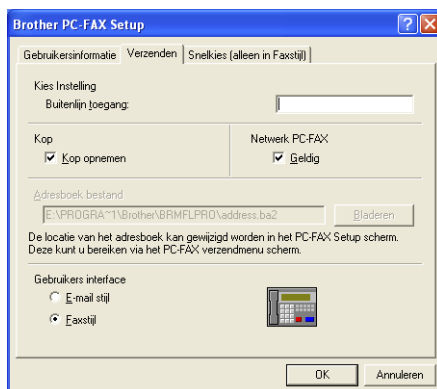 Brother PC-FAX Setup
Gebruikersinformatie Verzenden Snelkies (alleen in Faxstijl)
Kies Instelling
Buitenlijn toegang:
Kop Netwerk PC-FAX
Kop opnemen Geldig
Adresboek bestand
E:\PROGRA~1\Brother\BRMFLPRO\address.ba2 Bladeren
De locatie van het adresboek kan gewijzigd worden in het PC-FAX Setup scherm.
Deze kunt u bereiken via het PC-FAX verzendmenu scherm.
Gebruikers interface
E-mail stijl
Faxstijl
OK Annuleren